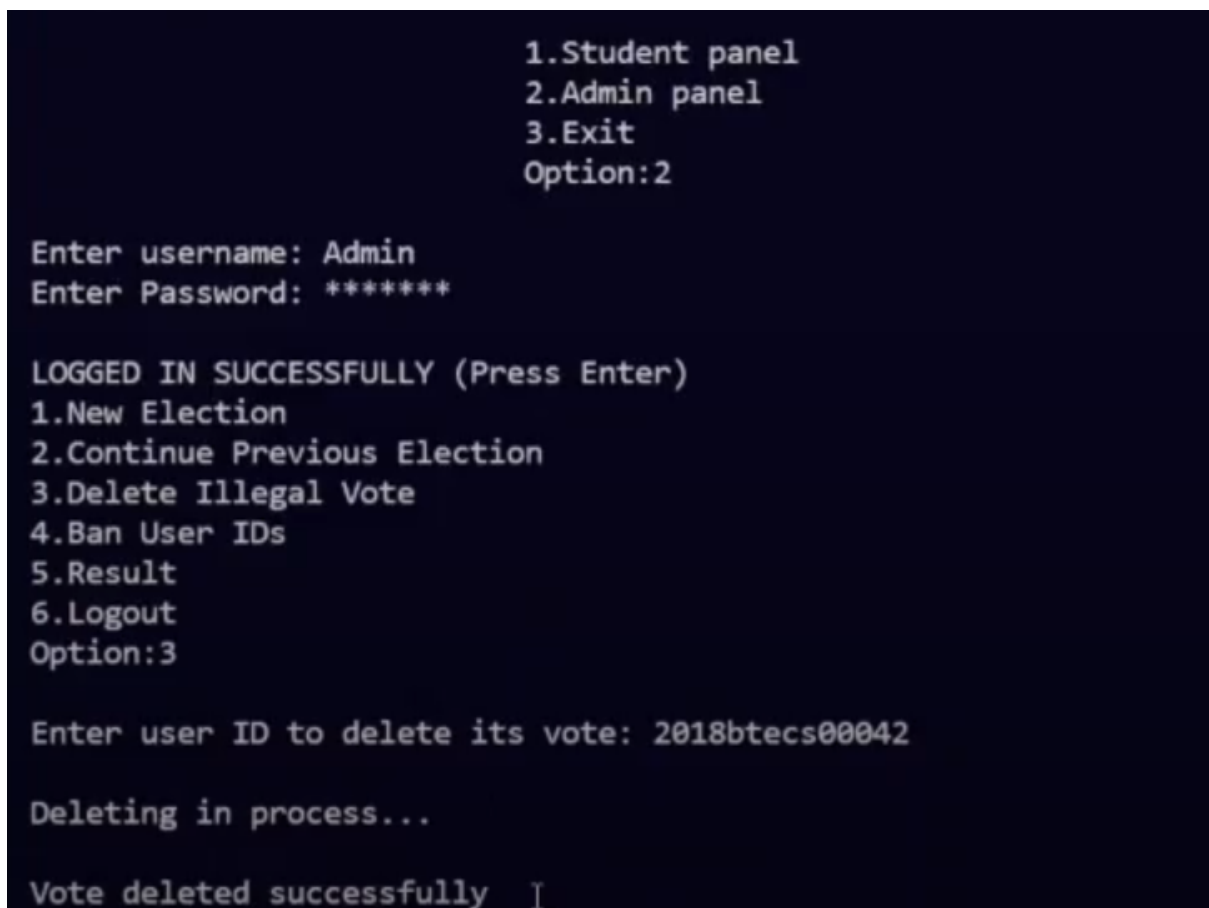 1.Student panel
2.Admin panel
3.Exit
Option:2
Enter username: Admin
Enter Password: *******
LOGGED IN SUCCESSFULLY (Press Enter)
1.New Election
2.Continue Previous Election
3.Delete Illegal Vote
4.Ban User IDs
5.Result
6.Logout
Option:3
Enter user ID to delete its vote: 2018btecs00042
Deleting in process...
Vote deleted successfully